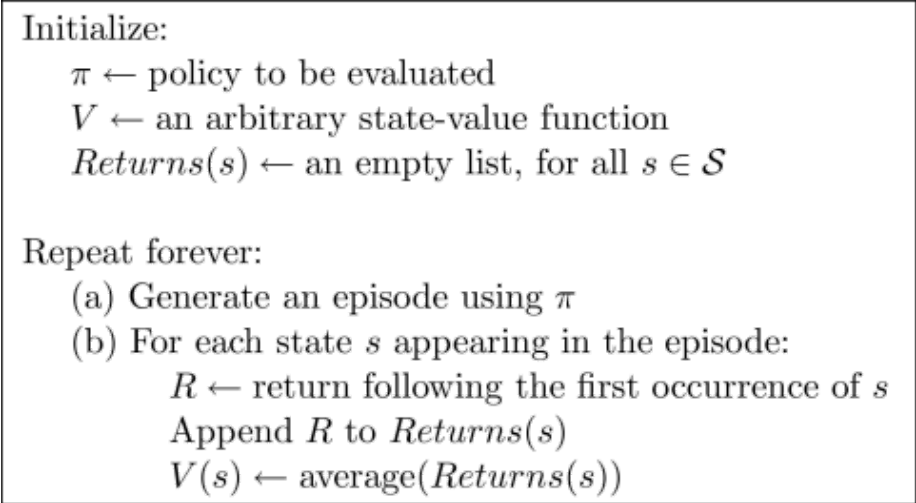 Initialize:
π ← policy to be evaluated
V ← an arbitrary state-value function
Returns(s) ← an empty list, for all s ∈ 𝒮
Repeat forever:
(a) Generate an episode using π
(b) For each state s appearing in the episode:
R ← return following the first occurrence of s
Append R to Returns(s)
V(s) ← average(Returns(s))